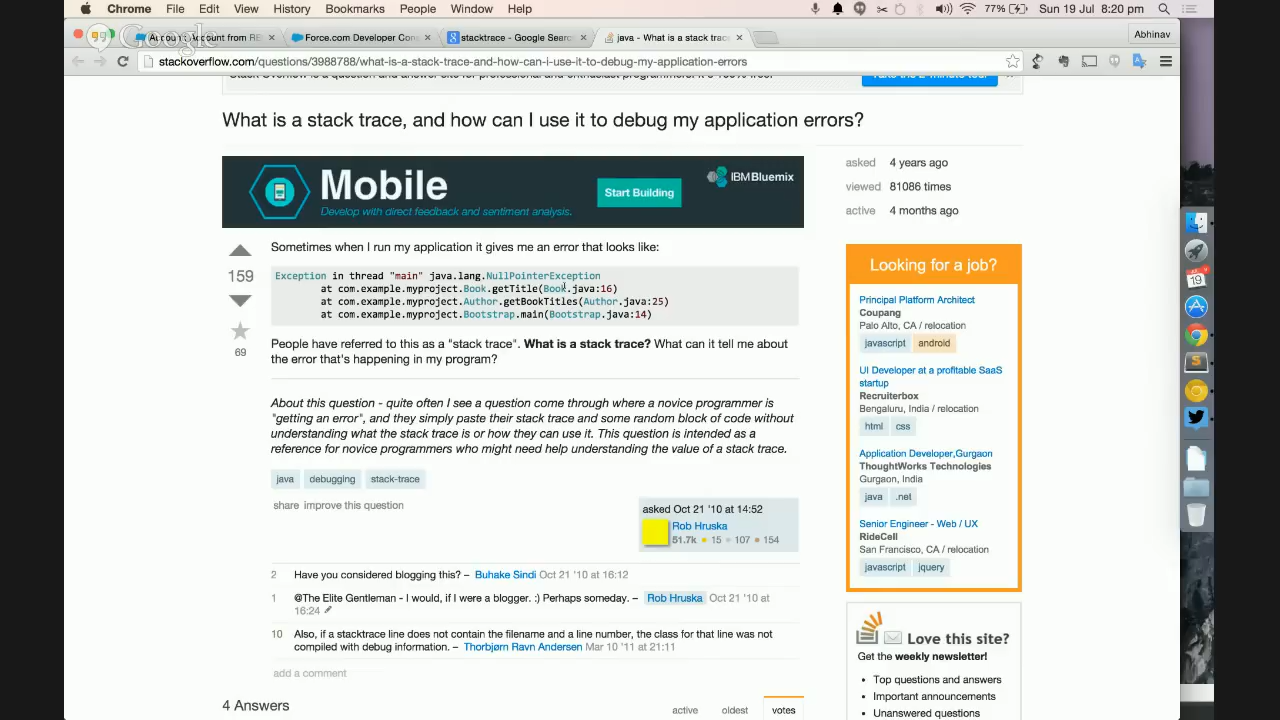 Chrome File Edit View History Bookmarks People Window Help
77% Sun 19 Jul 8:20 pm
Google
Account from
Force.com Developer Con
stacktrace - Google Searc
java - What is a stack trac
Abhinav
stackoverflow.com/questions/3988788/what-is-a-stack-trace-and-how-can-i-use-it-to-debug-my-application-errors
What is a stack trace, and how can I use it to debug my application errors?
Mobile
Develop with direct feedback and sentiment analysis.
Start Building
IBM Bluemix
asked 4 years ago
viewed 81086 times
active 4 months ago
159
69
Sometimes when I run my application it gives me an error that looks like:
Exception in thread "main" java.lang.NullPointerException
at com.example.myproject.Book.getTitle(Book.java:16)
at com.example.myproject.Author.getBookTitles(Author.java:25)
at com.example.myproject.Bootstrap.main(Bootstrap.java:14)
People have referred to this as a "stack trace". What is a stack trace? What can it tell me about
the error that's happening in my program?
About this question - quite often I see a question come through where a novice programmer is
"getting an error", and they simply paste their stack trace and some random block of code without
understanding what the stack trace is or how they can use it. This question is intended as a
reference for novice programmers who might need help understanding the value of a stack trace.
java debugging stack-trace
share improve this question
asked Oct 21 '10 at 14:52
Rob Hruska
51.7k 15 107 154
2 Have you considered blogging this? – Buhake Sindi Oct 21 '10 at 16:12
1 @The Elite Gentleman - I would, if I were a blogger. :) Perhaps someday. – Rob Hruska Oct 21 '10 at
16:24
10 Also, if a stacktrace line does not contain the filename and a line number, the class for that line was not
compiled with debug information. – Thorbjørn Ravn Andersen Mar 10 '11 at 21:11
add a comment
4 Answers
active oldest votes
Looking for a job?
Principal Platform Architect
Coupang
Palo Alto, CA / relocation
javascript android
UI Developer at a profitable SaaS
startup
Recruiterbox
Bengaluru, India / relocation
html css
Application Developer,Gurgaon
ThoughtWorks Technologies
Gurgaon, India
java .net
Senior Engineer - Web / UX
RideCell
San Francisco, CA / relocation
javascript jquery
Love this site?
Get the weekly newsletter!
Top questions and answers
Important announcements
Unanswered questions
19